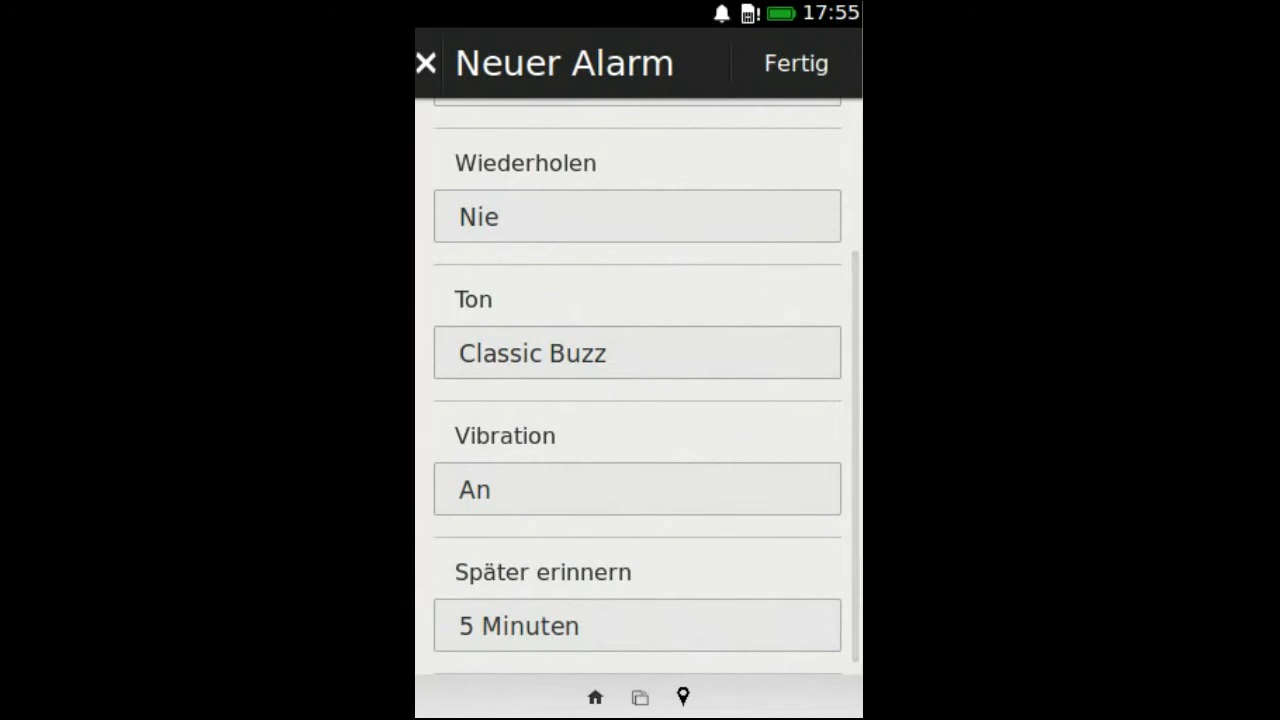 17:55
Neuer Alarm
Fertig
Wiederholen
Nie
Ton
Classic Buzz
Vibration
An
Später erinnern
5 Minuten